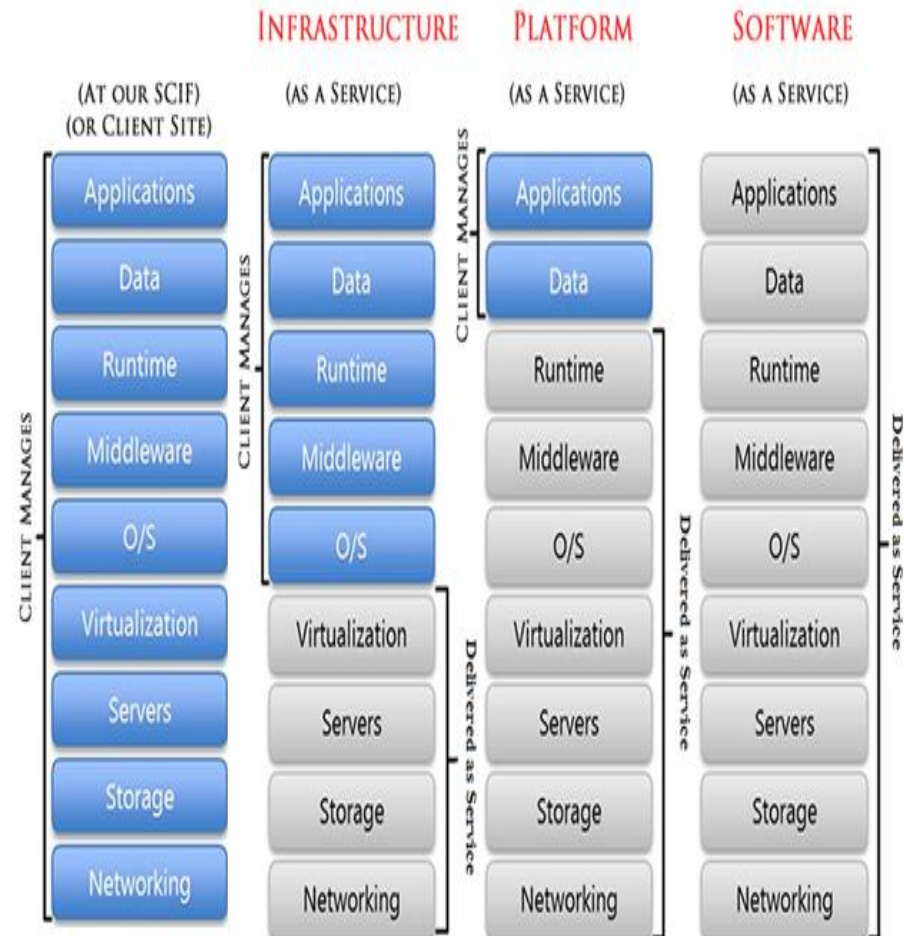 INFRASTRUCTURE
(AS A SERVICE)
PLATFORM
(AS A SERVICE)
SOFTWARE
(AS A SERVICE)
(AT OUR SCIF)
(OR CLIENT SITE)
CLIENT MANAGES
Applications
Data
Runtime
Middleware
O/S
Virtualization
Servers
Storage
Networking
CLIENT MANAGES
Applications
Data
Runtime
Middleware
O/S
Virtualization
Servers
Storage
Networking
Delivered as Service
CLIENT MANAGES
Applications
Data
Runtime
Middleware
O/S
Virtualization
Servers
Storage
Networking
Delivered as Service
Applications
Data
Runtime
Middleware
O/S
Virtualization
Servers
Storage
Networking
Delivered as Service